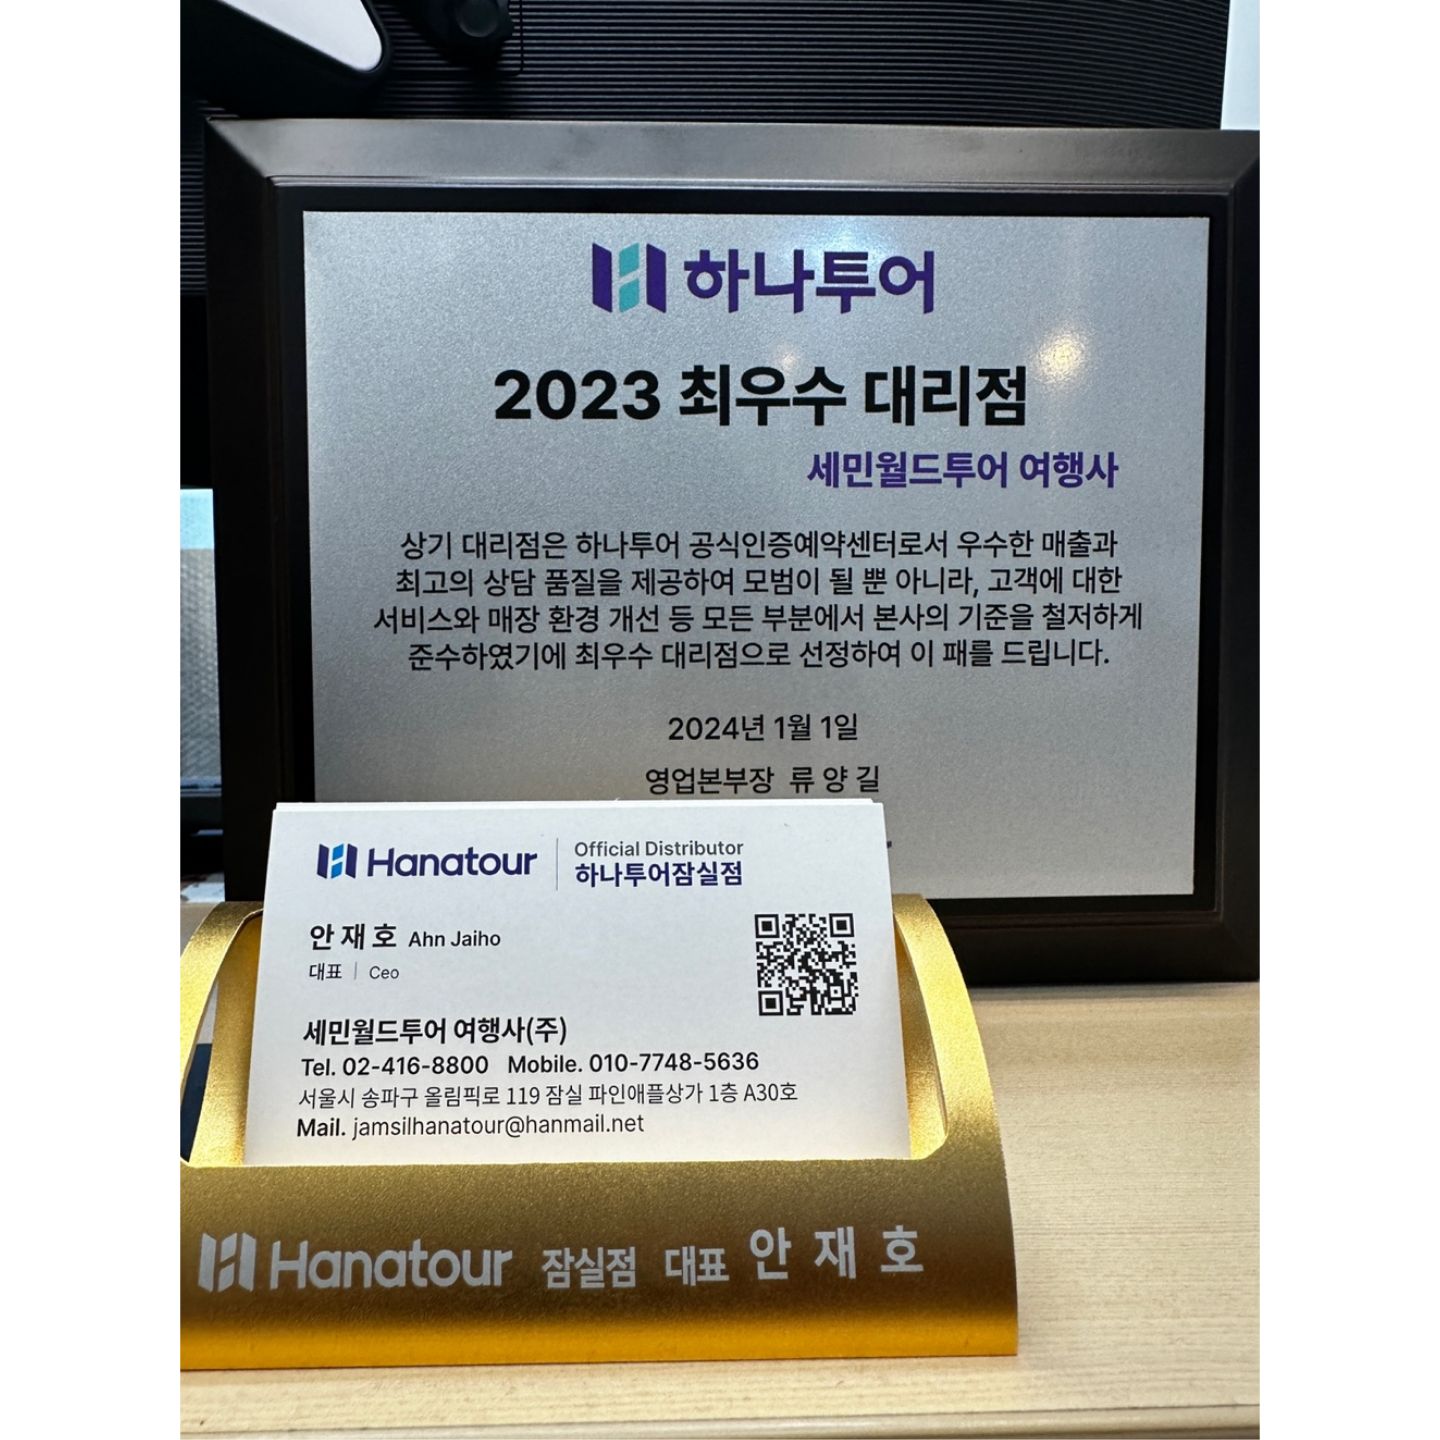 하나투어
2023 최우수 대리점
세민월드투어 여행사
상기 대리점은 하나투어 공식인증예약센터로서 우수한 매출과
최고의 상담 품질을 제공하여 모범이 될 뿐 아니라, 고객에 대한
서비스와 매장 환경 개선 등 모든 부분에서 본사의 기준을 철저하게
준수하였기에 최우수 대리점으로 선정하여 이 패를 드립니다.
2024년 1월 1일
영업본부장 류 양 길
Hanatour
Official Distributor
하나투어잠실점
안 재 호 Ahn Jaiho
대표 | Ceo
세민월드투어 여행사(주)
Tel. 02-416-8800 Mobile. 010-7748-5636
서울시 송파구 올림픽로 119 잠실 파인애플상가 1층 A30호
Mail. jamsilhanatour@hanmail.net
Hanatour 잠실점 대표 안 재 호